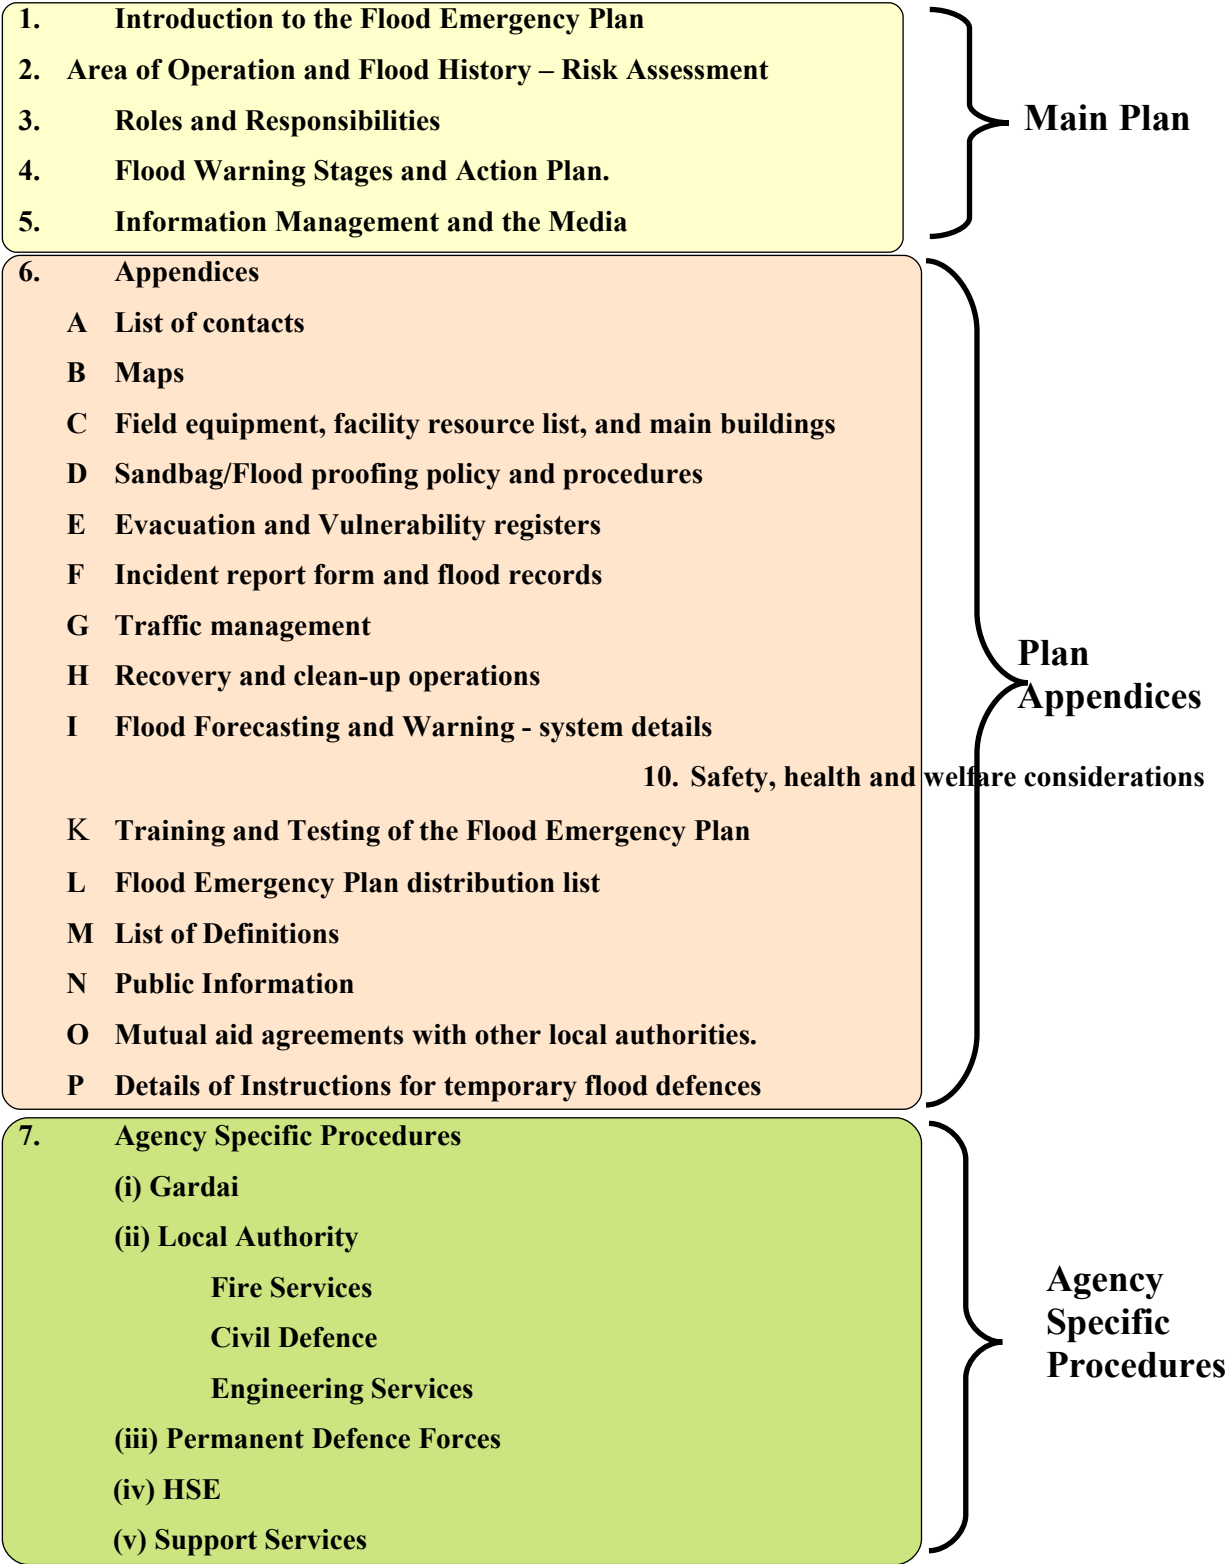 1. Introduction to the Flood Emergency Plan
2. Area of Operation and Flood History – Risk Assessment
3. Roles and Responsibilities
4. Flood Warning Stages and Action Plan.
5. Information Management and the Media
Main Plan
6. Appendices
A List of contacts
B Maps
C Field equipment, facility resource list, and main buildings
D Sandbag/Flood proofing policy and procedures
E Evacuation and Vulnerability registers
F Incident report form and flood records
G Traffic management
H Recovery and clean-up operations
I Flood Forecasting and Warning - system details
10. Safety, health and welfare considerations
K Training and Testing of the Flood Emergency Plan
L Flood Emergency Plan distribution list
M List of Definitions
N Public Information
O Mutual aid agreements with other local authorities.
P Details of Instructions for temporary flood defences
Plan
Appendices
7. Agency Specific Procedures
(i) Gardai
(ii) Local Authority
Fire Services
Civil Defence
Engineering Services
(iii) Permanent Defence Forces
(iv) HSE
(v) Support Services
Agency
Specific
Procedures